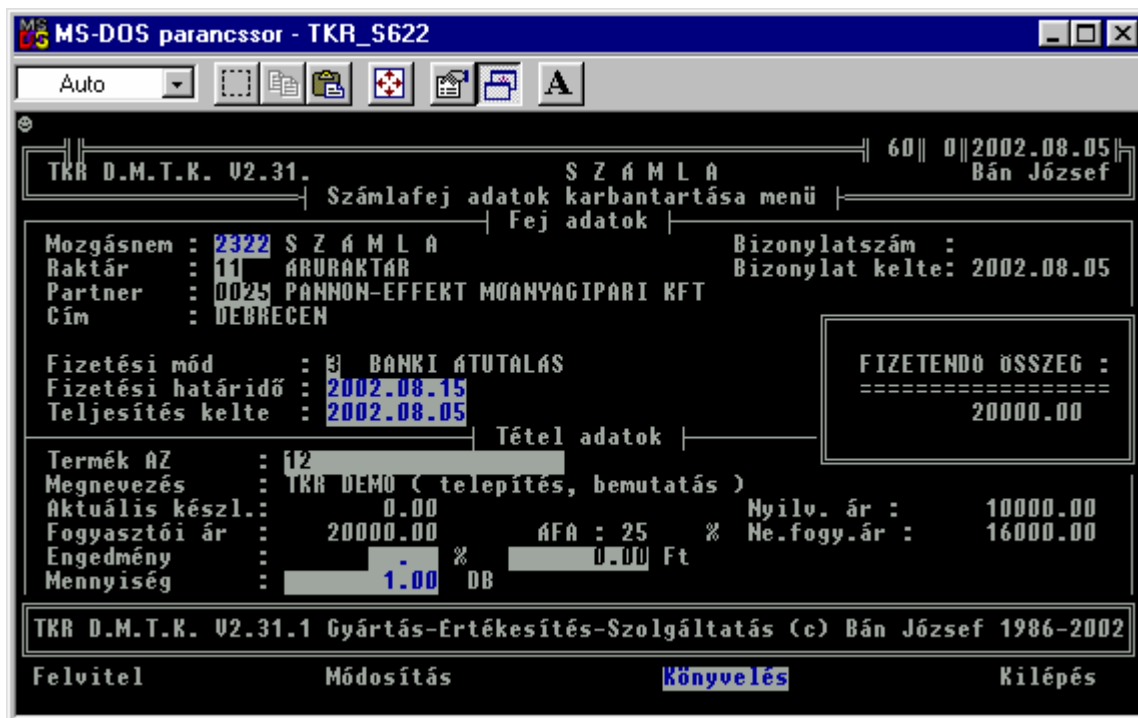 MS-DOS parancssor - TKR_S622
Auto
A
60 0 2002.08.05
TKR D.M.T.K. V2.31. S Z Á M L A Bán József
Számlafej adatok karbantartása menü
Fej adatok
Mozgásnem : 2322 S Z Á M L A Bizonylatszám :
Raktár : 11 ÁRURAKTÁR Bizonylat kelte: 2002.08.05
Partner : 0025 PANNON-EFFEKT MŰANYAGIPARI KFT
Cím : DEBRECEN
Fizetési mód : 3 BANKI ÁTUTALÁS
FIZETENDŐ ÖSSZEG :
Fizetési határidő : 2002.08.15
==================
Teljesítés kelte : 2002.08.05
20000.00
Tétel adatok
Termék AZ : 12
Megnevezés : TKR DEMO ( telepítés, bemutatás )
Aktuális készl.: 0.00 Nyilv. ár : 10000.00
Fogyasztói ár : 20000.00 ÁFA : 25 % Ne.fogy.ár : 16000.00
Engedmény : . % 0.00 Ft
Mennyiség : 1.00 DB
TKR D.M.T.K. V2.31.1 Gyártás-Értékesítés-Szolgáltatás (c) Bán József 1986-2002
Felvitel Módosítás Könyvelés Kilépés